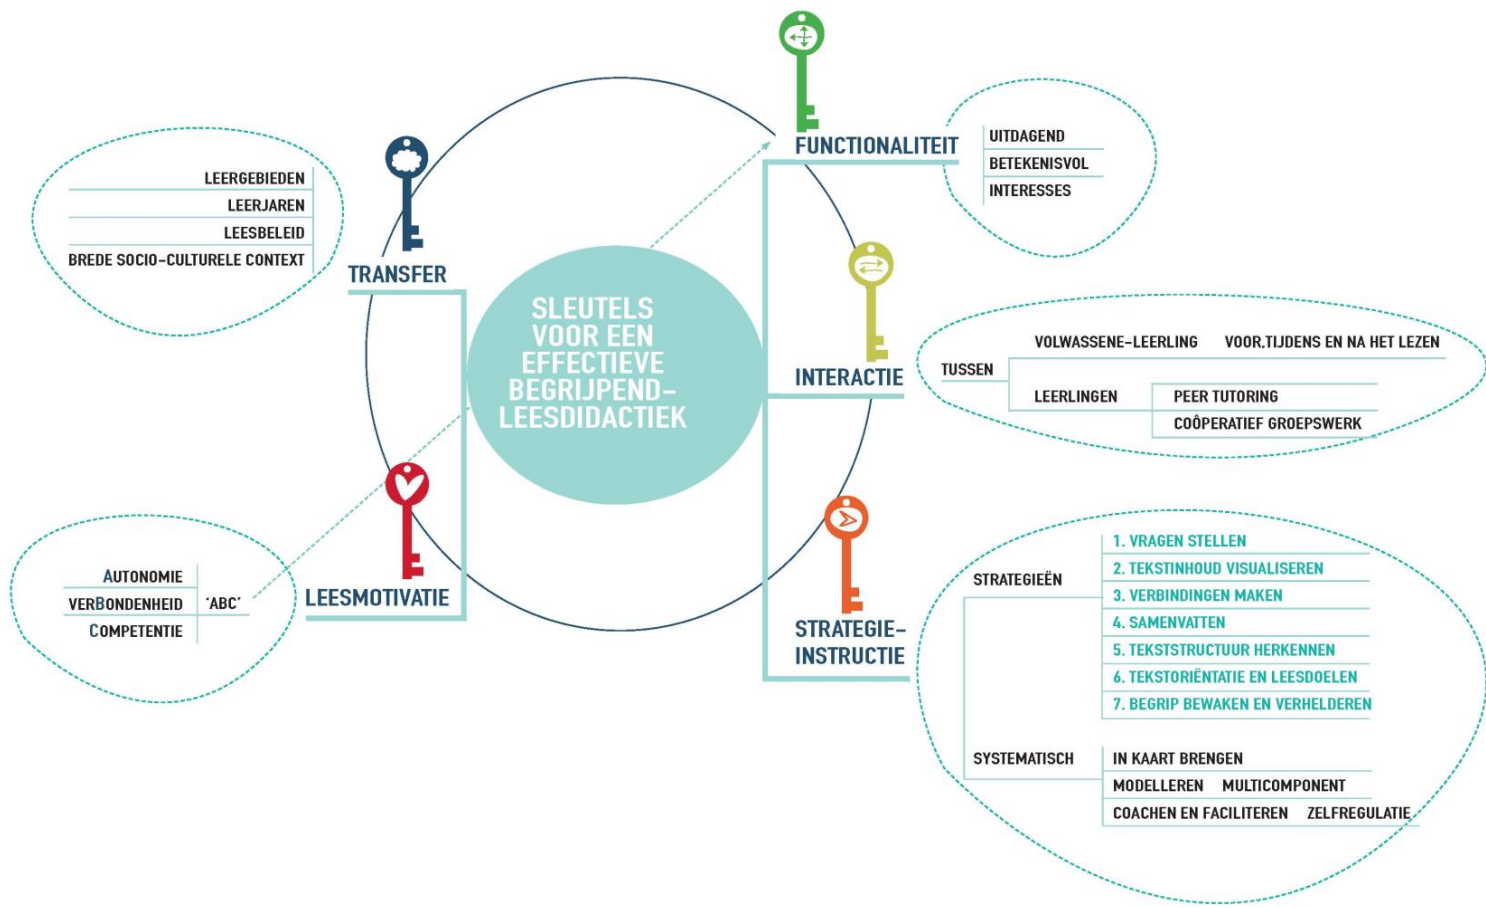 SLEUTELS
VOOR EEN
EFFECTIEVE
BEGRIJPEND-
LEESDIDACTIEK
FUNCTIONALITEIT
UITDAGEND
BETEKENISVOL
INTERESSES
INTERACTIE
TUSSEN
VOLWASSENE-LEERLING VOOR,TIJDENS EN NA HET LEZEN
LEERLINGEN
PEER TUTORING
COÔPERATIEF GROEPSWERK
STRATEGIE-
INSTRUCTIE
STRATEGIEËN
1. VRAGEN STELLEN
2. TEKSTINHOUD VISUALISEREN
3. VERBINDINGEN MAKEN
4. SAMENVATTEN
5. TEKSTSTRUCTUUR HERKENNEN
6. TEKSTORIËNTATIE EN LEESDOELEN
7. BEGRIP BEWAKEN EN VERHELDEREN
SYSTEMATISCH
IN KAART BRENGEN
MODELLEREN MULTICOMPONENT
COACHEN EN FACILITEREN ZELFREGULATIE
LEESMOTIVATIE
AUTONOMIE
VERBONDENHEID 'ABC'
COMPETENTIE
TRANSFER
LEERGEBIEDEN
LEERJAREN
LEESBELEID
BREDE SOCIO-CULTURELE CONTEXT